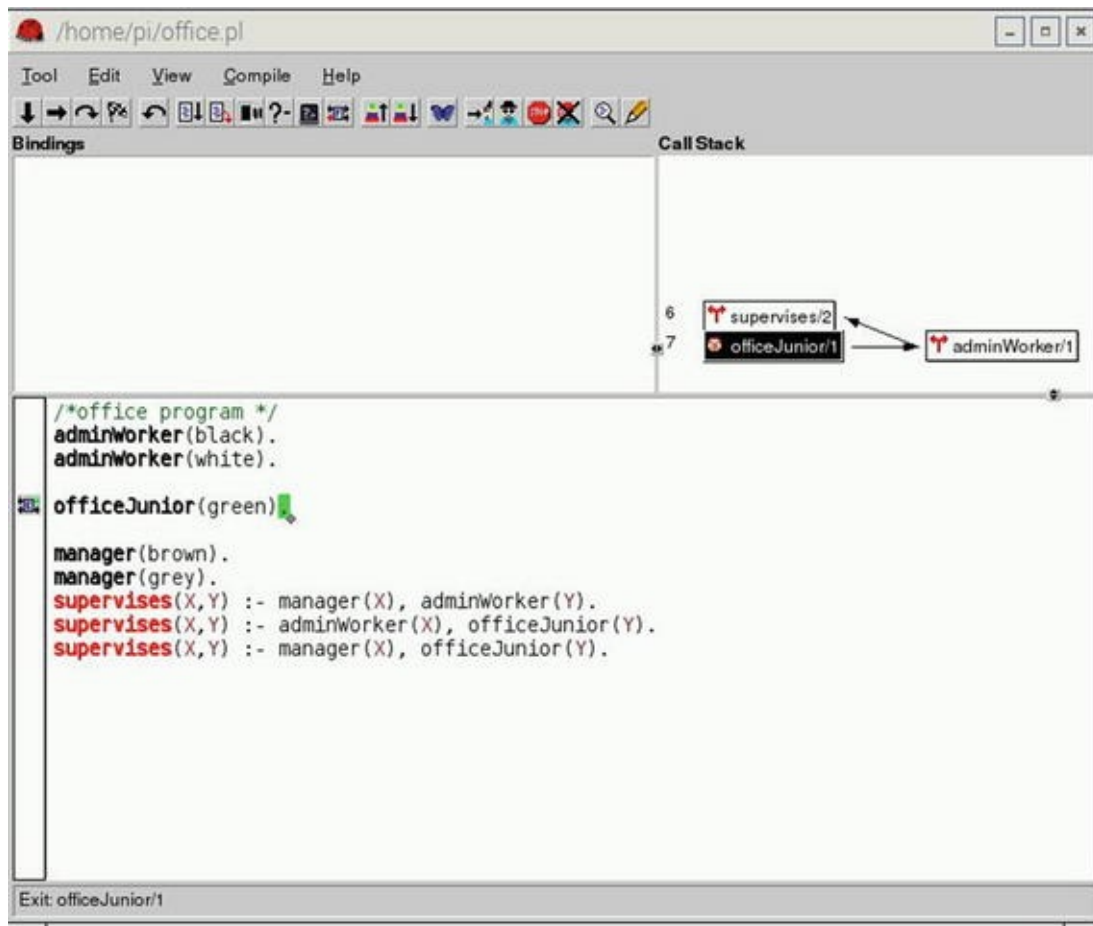 /home/pi/office.pl
Tool Edit View Compile Help
?-
Bindings
Call Stack
6 supervises/2
7 officeJunior/1 adminWorker/1
/*office program */
adminWorker(black).
adminWorker(white).
officeJunior(green).
manager(brown).
manager(grey).
supervises(X,Y) :- manager(X), adminWorker(Y).
supervises(X,Y) :- adminWorker(X), officeJunior(Y).
supervises(X,Y) :- manager(X), officeJunior(Y).
Exit: officeJunior/1